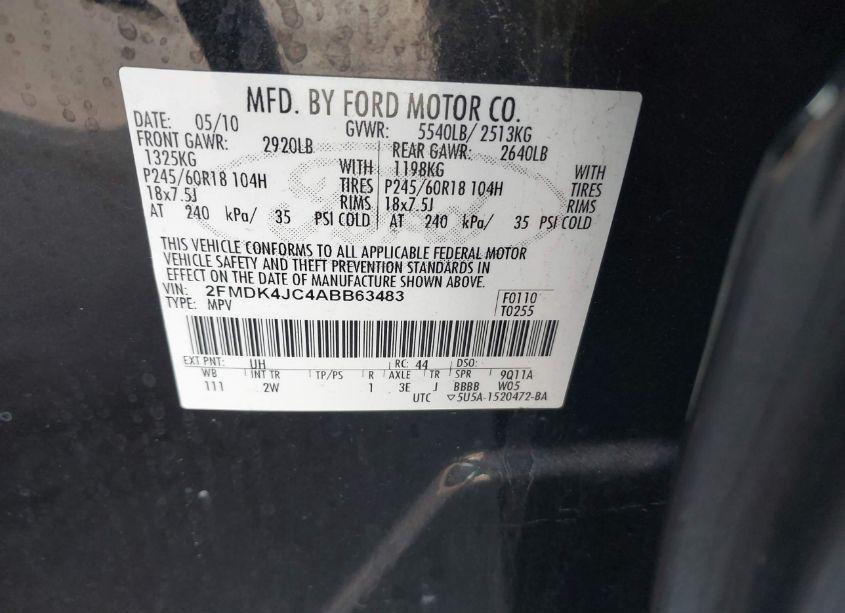 MFD. BY FORD MOTOR CO.
DATE: 05/10 GVWR: 5540LB/ 2513KG
FRONT GAWR: 2920LB REAR GAWR: 2640LB
1325KG WITH 1198KG WITH
P245/60R18 104H TIRES P245/60R18 104H TIRES
18x7.5J RIMS 18x7.5J RIMS
AT 240 kPa/ 35 PSI COLD AT 240 kPa/ 35 PSI COLD
THIS VEHICLE CONFORMS TO ALL APPLICABLE FEDERAL MOTOR
VEHICLE SAFETY AND THEFT PREVENTION STANDARDS IN
EFFECT ON THE DATE OF MANUFACTURE SHOWN ABOVE.
VIN: 2FMDK4JC4ABB63483 F0110
TYPE: MPV T0255
EXT PNT: UH RC: 44 DSO:
WB INT TR TP/PS R AXLE TR SPR 9Q11A
111 2W 1 3E J BBBB W05
UTC ▽5U5A-1520472-BA